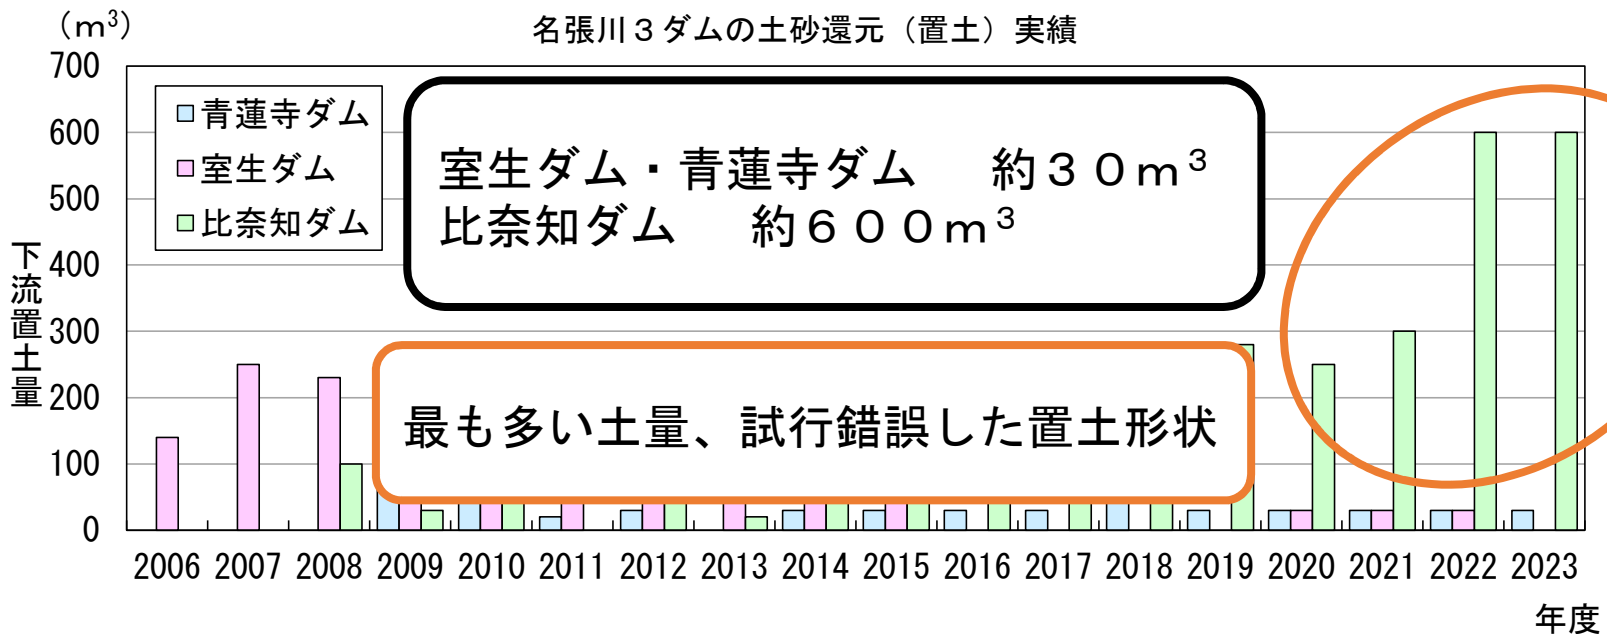 （m³）
名張川３ダムの土砂還元（置土）実績
下流置土量
700
600
500
400
300
200
100
0
青蓮寺ダム
室生ダム
比奈知ダム
室生ダム・青蓮寺ダム　約３０m³
比奈知ダム　約６００m³
最も多い土量、試行錯誤した置土形状
2006 2007 2008 2009 2010 2011 2012 2013 2014 2015 2016 2017 2018 2019 2020 2021 2022 2023
年度